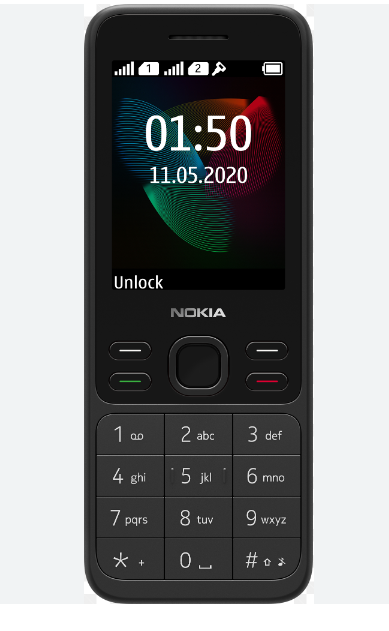 1 2
01:50
11.05.2020
Unlock
NOKIA
1 2 abc 3 def
4 ghi 5 jkl 6 mno
7 pqrs 8 tuv 9 wxyz
* + 0 #